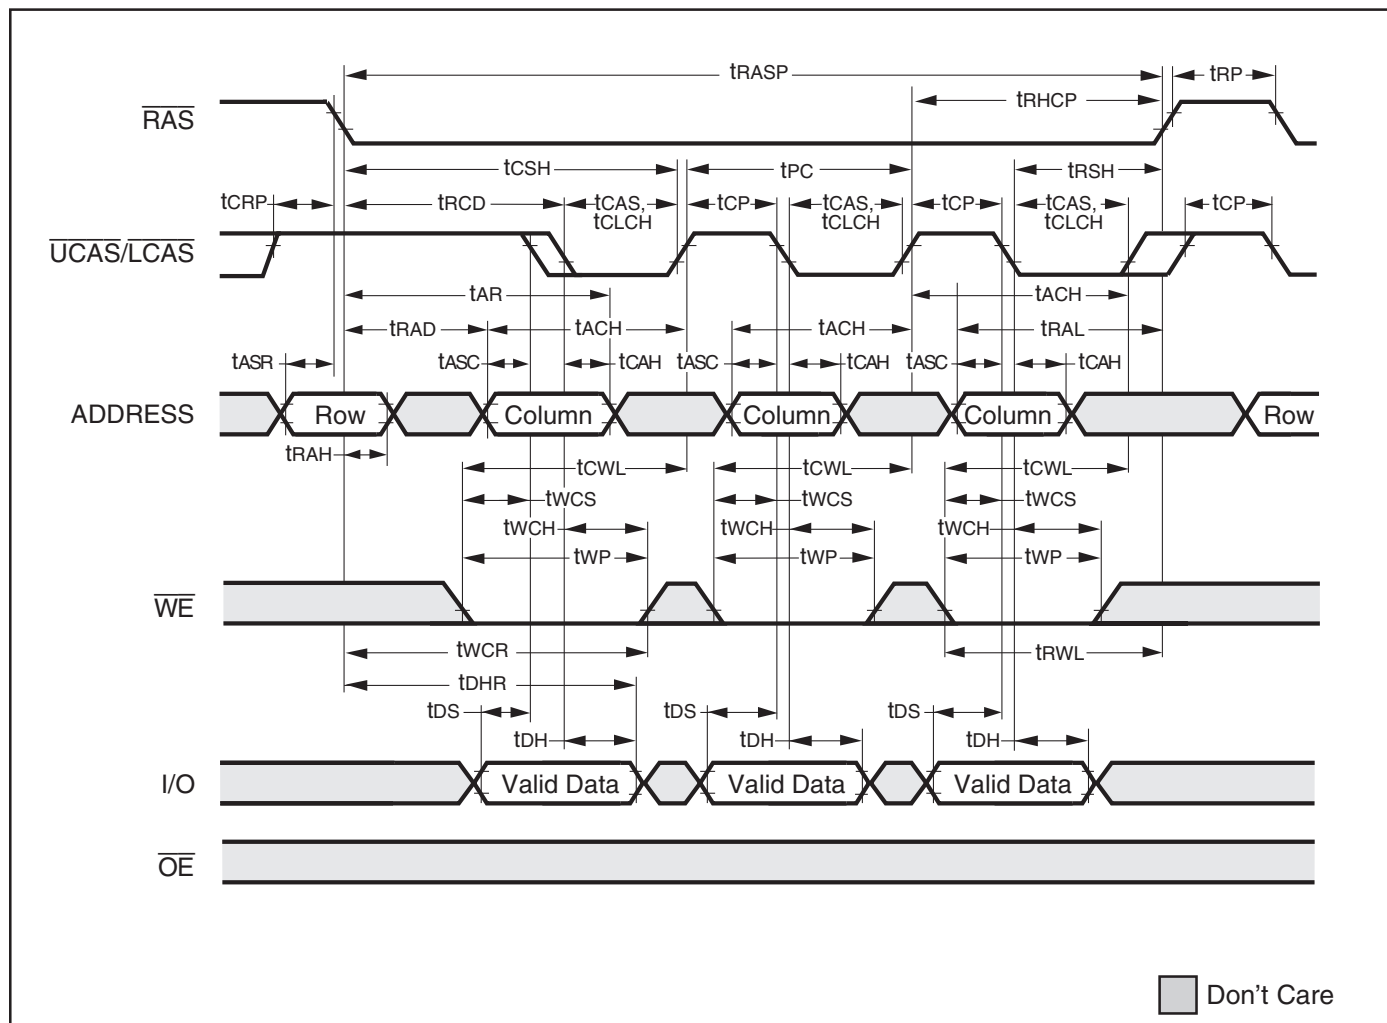 tRASP tRP
tRHCP
RAS
tCSH tPC tRSH
tCRP tRCD tCAS, tCP tCAS, tCP tCAS, tCP
tCLCH tCLCH tCLCH
UCAS/LCAS
tAR tACH
tRAD tACH tACH tRAL
tASR tASC tCAH tASC tCAH tASC tCAH
ADDRESS Row Column Column Column Row
tRAH tCWL tCWL tCWL
tWCS tWCS tWCS
tWCH tWCH tWCH
tWP tWP tWP
WE
tWCR tRWL
tDHR
tDS tDS tDS
tDH tDH tDH
I/O Valid Data Valid Data Valid Data
OE
Don't Care